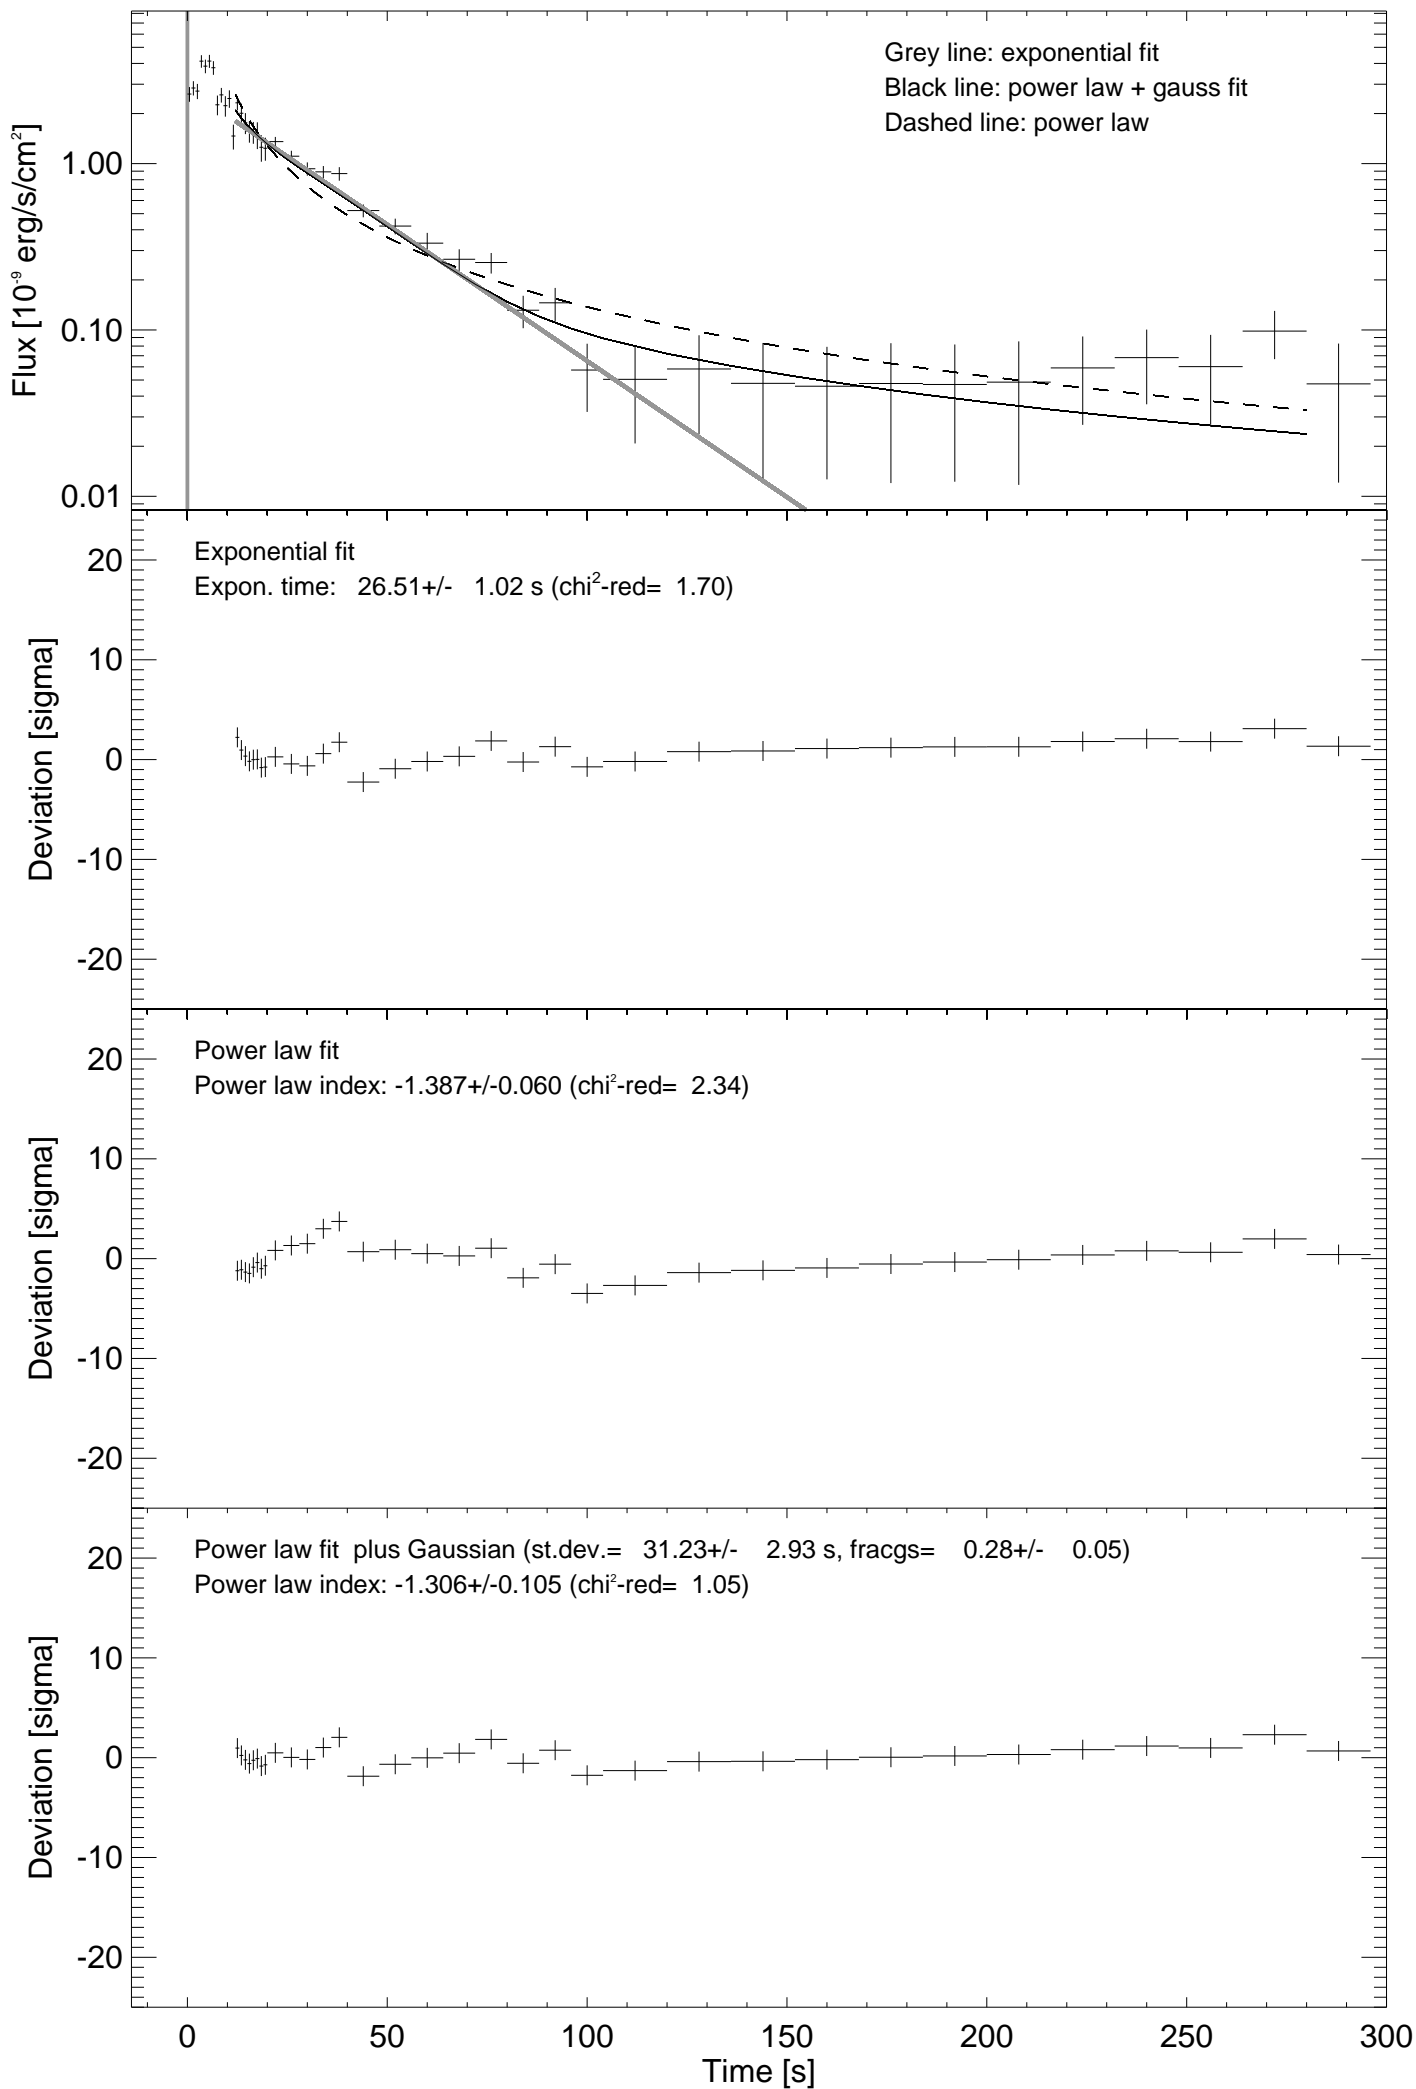 Grey line: exponential fit
Black line: power law + gauss fit
Dashed line: power law
Flux [10⁻⁹ erg/s/cm²]
1.00
0.10
0.01
Exponential fit
Expon. time: 26.51+/- 1.02 s (chi²-red= 1.70)
Deviation [sigma]
20
10
0
-10
-20
Power law fit
Power law index: -1.387+/-0.060 (chi²-red= 2.34)
Deviation [sigma]
20
10
0
-10
-20
Power law fit plus Gaussian (st.dev.= 31.23+/- 2.93 s, fracgs= 0.28+/- 0.05)
Power law index: -1.306+/-0.105 (chi²-red= 1.05)
Deviation [sigma]
20
10
0
-10
-20
0 50 100 150 200 250 300
Time [s]